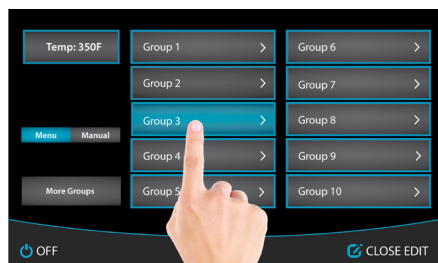 Temp: 350F
Group 1
Group 6
Group 2
Group 7
Group 3
Group 8
Menu Manual
Group 4
Group 9
More Groups
Group 5
Group 10
OFF
CLOSE EDIT